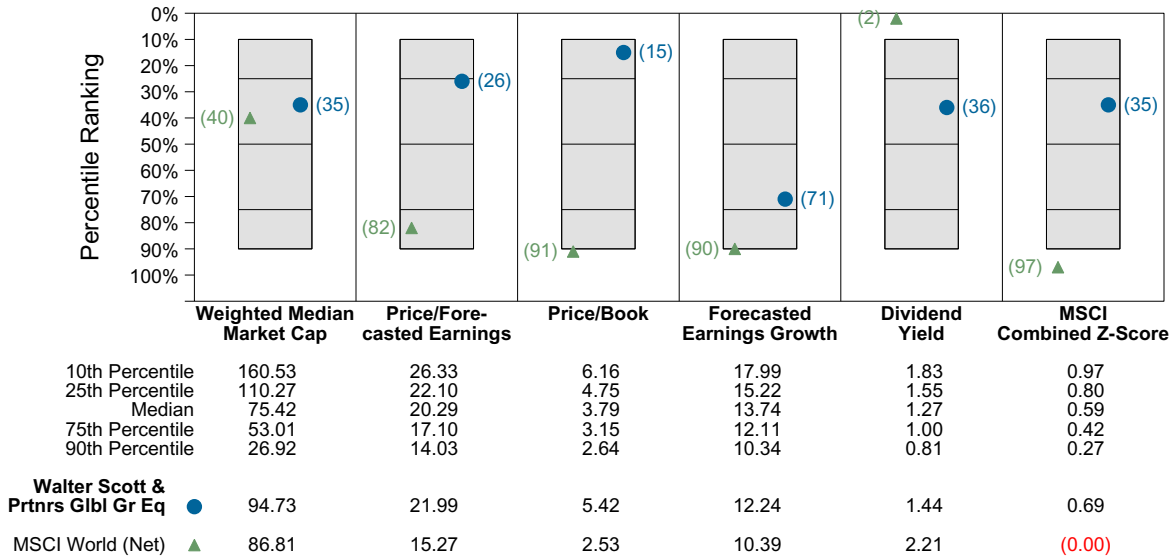 0%
10%
20%
30%
40%
50%
60%
70%
80%
90%
100%
Percentile Ranking
(40) (35)
(82) (26)
(91) (15)
(90) (71)
(2) (36)
(97) (35)
Weighted Median Market Cap
Price/Fore- casted Earnings
Price/Book
Forecasted Earnings Growth
Dividend Yield
MSCI Combined Z-Score
10th Percentile 160.53 26.33 6.16 17.99 1.83 0.97
25th Percentile 110.27 22.10 4.75 15.22 1.55 0.80
Median 75.42 20.29 3.79 13.74 1.27 0.59
75th Percentile 53.01 17.10 3.15 12.11 1.00 0.42
90th Percentile 26.92 14.03 2.64 10.34 0.81 0.27
Walter Scott &
Prtnrs Glbl Gr Eq 94.73 21.99 5.42 12.24 1.44 0.69
MSCI World (Net) 86.81 15.27 2.53 10.39 2.21 (0.00)